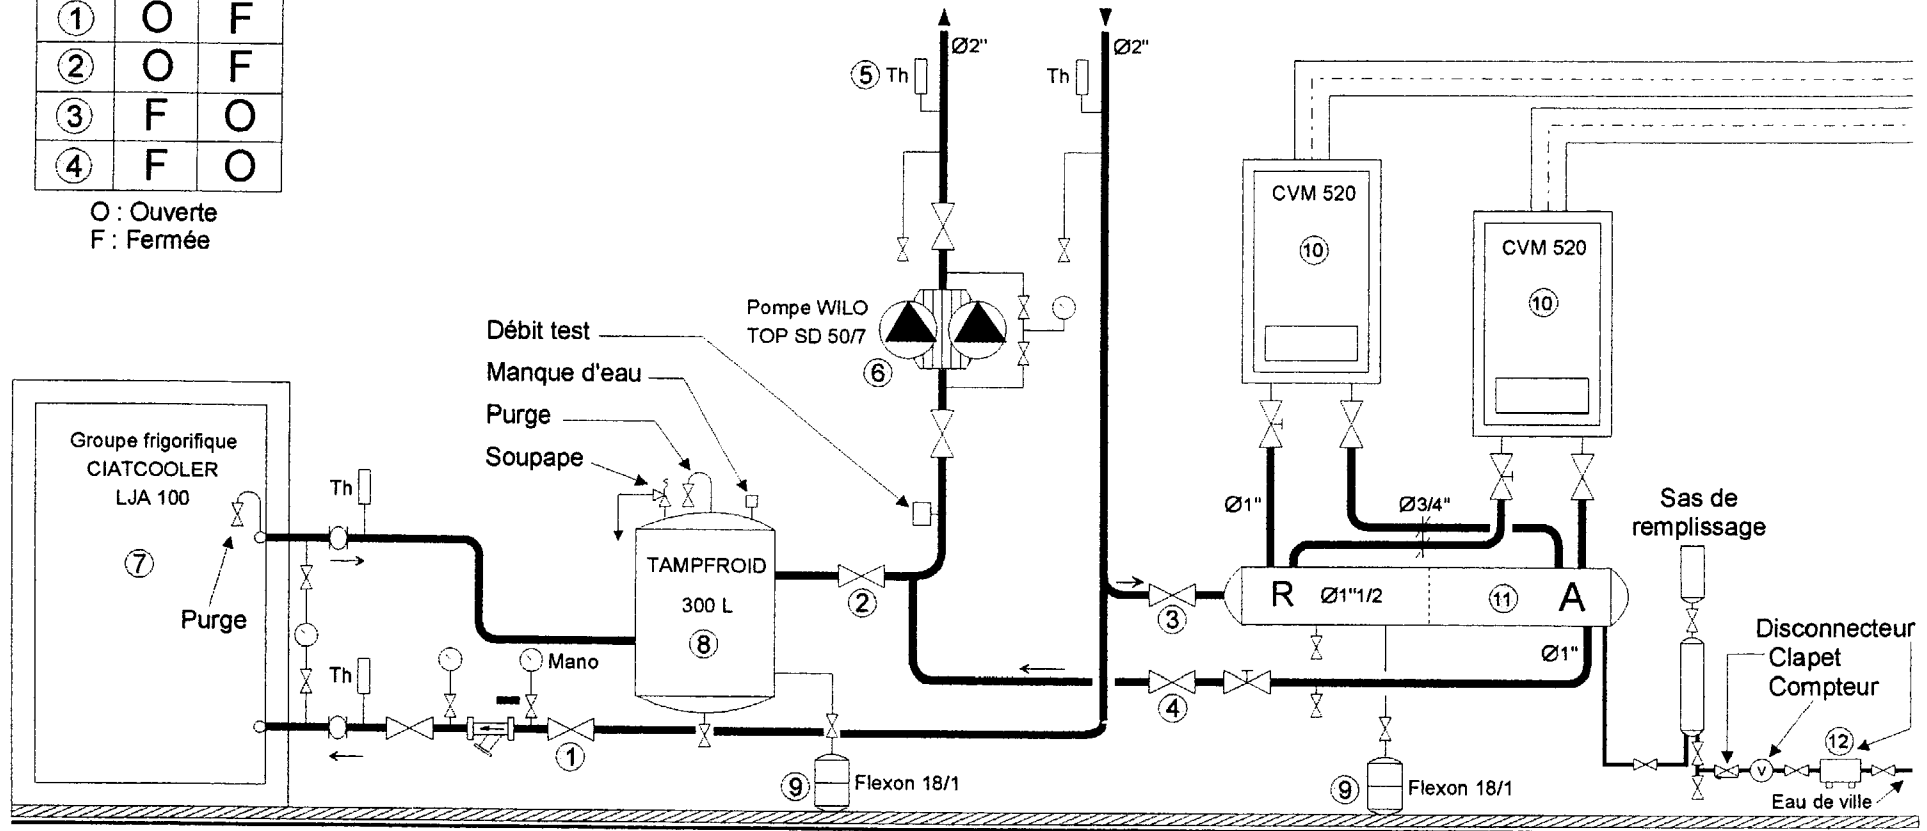 ① O F
② O F
③ F O
④ F O
O : Ouverte
F : Fermée
Ø2"
Ø2"
⑤ Th
Th
CVM 520
⑩
CVM 520
⑩
Pompe WILO
TOP SD 50/7
⑥
Débit test
Manque d'eau
Purge
Soupape
Groupe frigorifique
CIATCOOLER
LJA 100
⑦
Purge
Th
Th
Mano
①
TAMPFROID
300 L
⑧
②
③
④
Ø1"
Ø3/4"
R Ø1"1/2 ⑪ A
Ø1"
Sas de
remplissage
Disconnecteur
Clapet
Compteur
⑫
V
Eau de ville
⑨ Flexon 18/1
⑨ Flexon 18/1